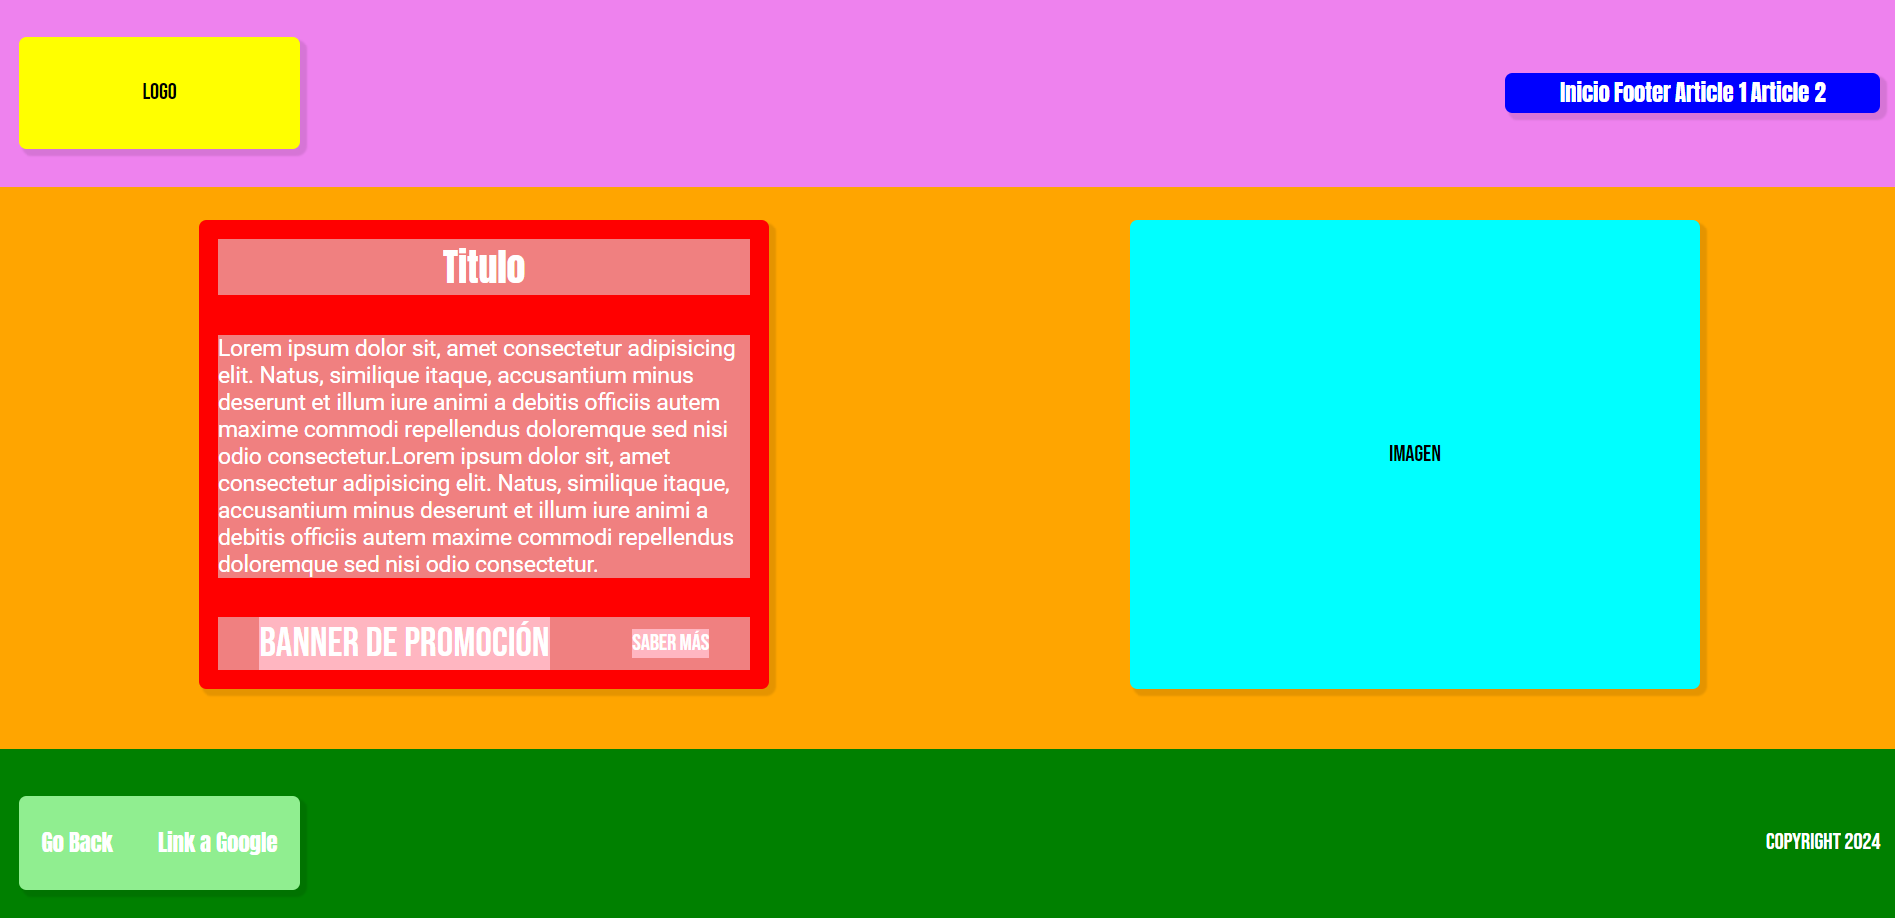 LOGO
Inicio Footer Article 1 Article 2
Titulo
Lorem ipsum dolor sit, amet consectetur adipisicing
elit. Natus, similique itaque, accusantium minus
deserunt et illum iure animi a debitis officiis autem
maxime commodi repellendus doloremque sed nisi
odio consectetur.Lorem ipsum dolor sit, amet
consectetur adipisicing elit. Natus, similique itaque,
accusantium minus deserunt et illum iure animi a
debitis officiis autem maxime commodi repellendus
doloremque sed nisi odio consectetur.
BANNER DE PROMOCIÓN SABER MÁS
IMAGEN
Go Back Link a Google
COPYRIGHT 2024